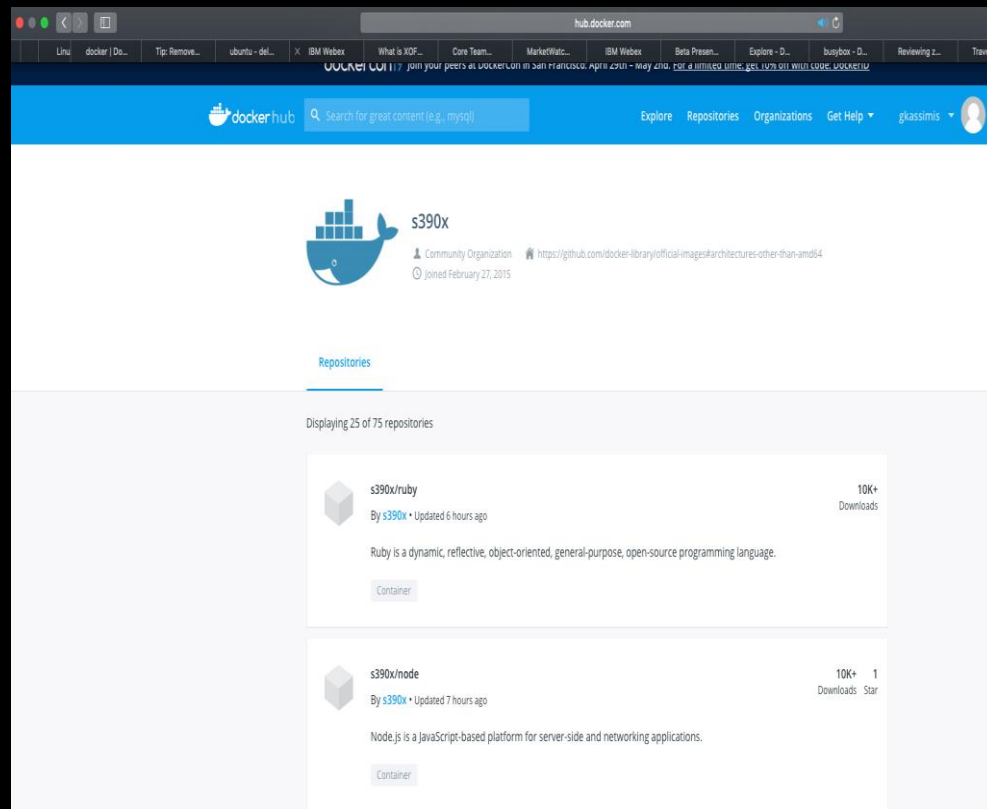 hub.docker.com
Linu docker | Do... Tip: Remove... ubuntu - del... X IBM Webex What is XOF... Core Team... MarketWatc... IBM Webex Beta Presen... Explore - D... busybox - D... Reviewing z... Trave
dockercon19 Join your peers at DockerCon in San Francisco. April 29th - May 2nd. For a limited time: get 10% off with code: DockerID
docker hub Search for great content (e.g., mysql) Explore Repositories Organizations Get Help gkassimis
s390x
Community Organization https://github.com/docker-library/official-images#architectures-other-than-amd64
Joined February 27, 2015
Repositories
Displaying 25 of 75 repositories
s390x/ruby 10K+
By s390x • Updated 6 hours ago Downloads
Ruby is a dynamic, reflective, object-oriented, general-purpose, open-source programming language.
Container
s390x/node 10K+ 1
By s390x • Updated 7 hours ago Downloads Star
Node.js is a JavaScript-based platform for server-side and networking applications.
Container